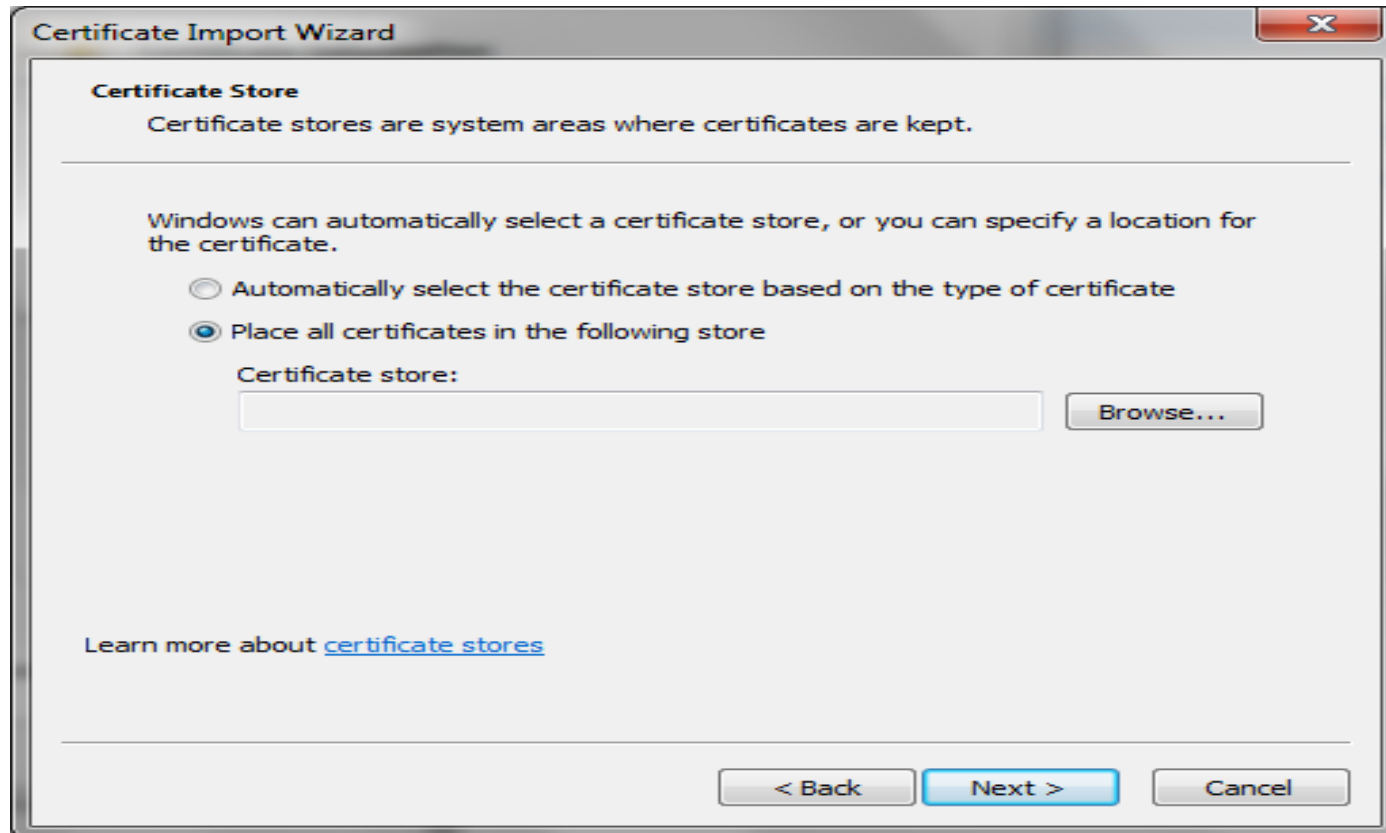 Certificate Import Wizard
Certificate Store
Certificate stores are system areas where certificates are kept.
Windows can automatically select a certificate store, or you can specify a location for
the certificate.
Automatically select the certificate store based on the type of certificate
Place all certificates in the following store
Certificate store:
Browse...
Learn more about certificate stores
< Back
Next >
Cancel